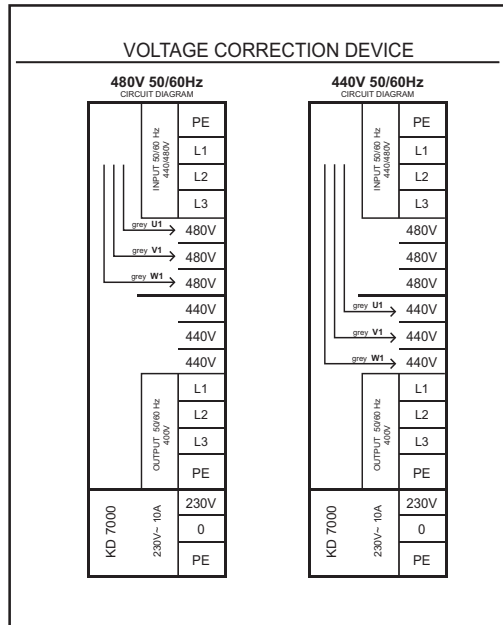 VOLTAGE CORRECTION DEVICE
480V 50/60Hz
CIRCUIT DIAGRAM
INPUT 50/60 Hz
440/480V
PE
L1
L2
L3
grey U1 480V
grey V1 480V
grey W1 480V
440V
440V
440V
OUTPUT 50/60 Hz
400V
L1
L2
L3
PE
KD 7000
230V~ 10A
230V
0
PE
440V 50/60Hz
CIRCUIT DIAGRAM
INPUT 50/60 Hz
440/480V
PE
L1
L2
L3
480V
480V
480V
grey U1 440V
grey V1 440V
grey W1 440V
OUTPUT 50/60 Hz
400V
L1
L2
L3
PE
KD 7000
230V~ 10A
230V
0
PE